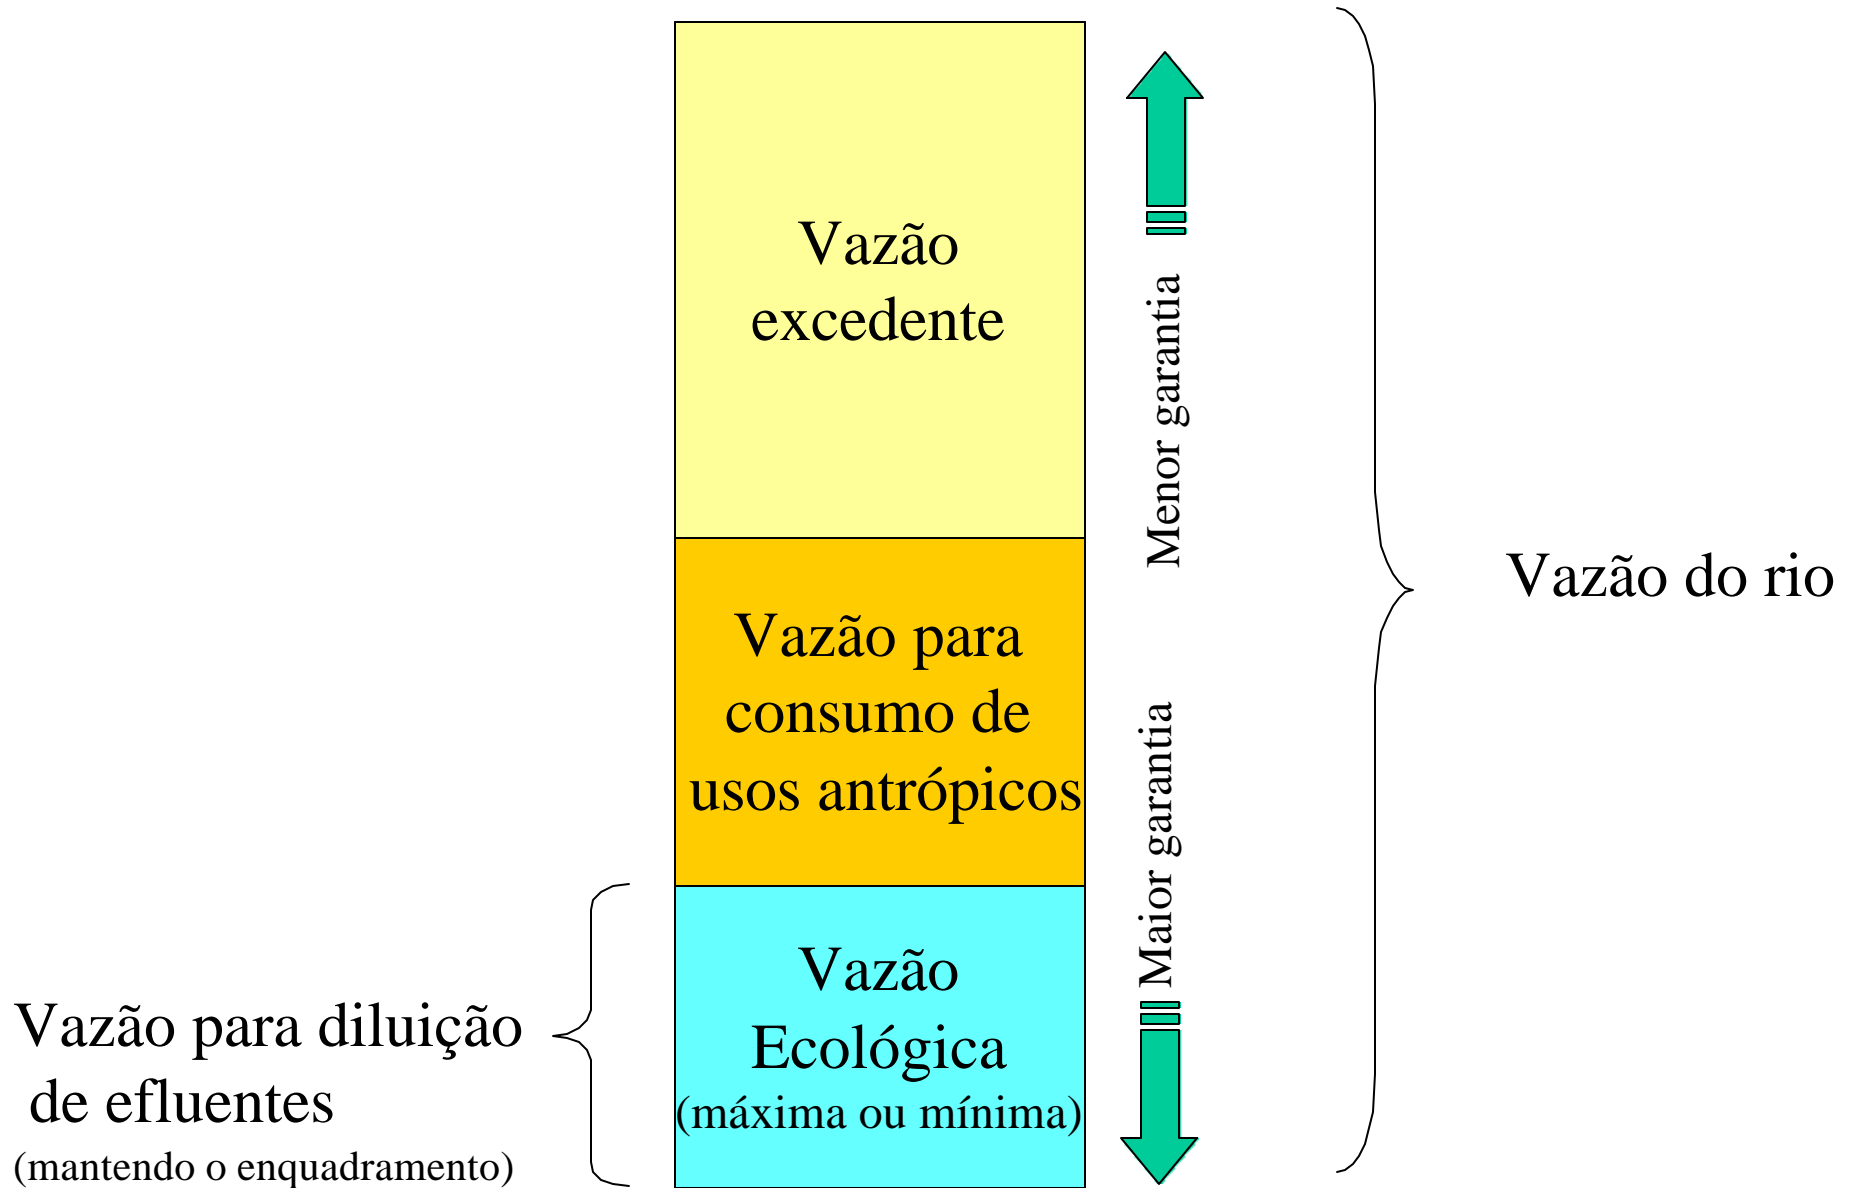 Vazão
excedente
Menor garantia
Vazão do rio
Vazão para
consumo de
usos antrópicos
Maior garantia
Vazão
Ecológica
(máxima ou mínima)
Vazão para diluição
de efluentes
(mantendo o enquadramento)